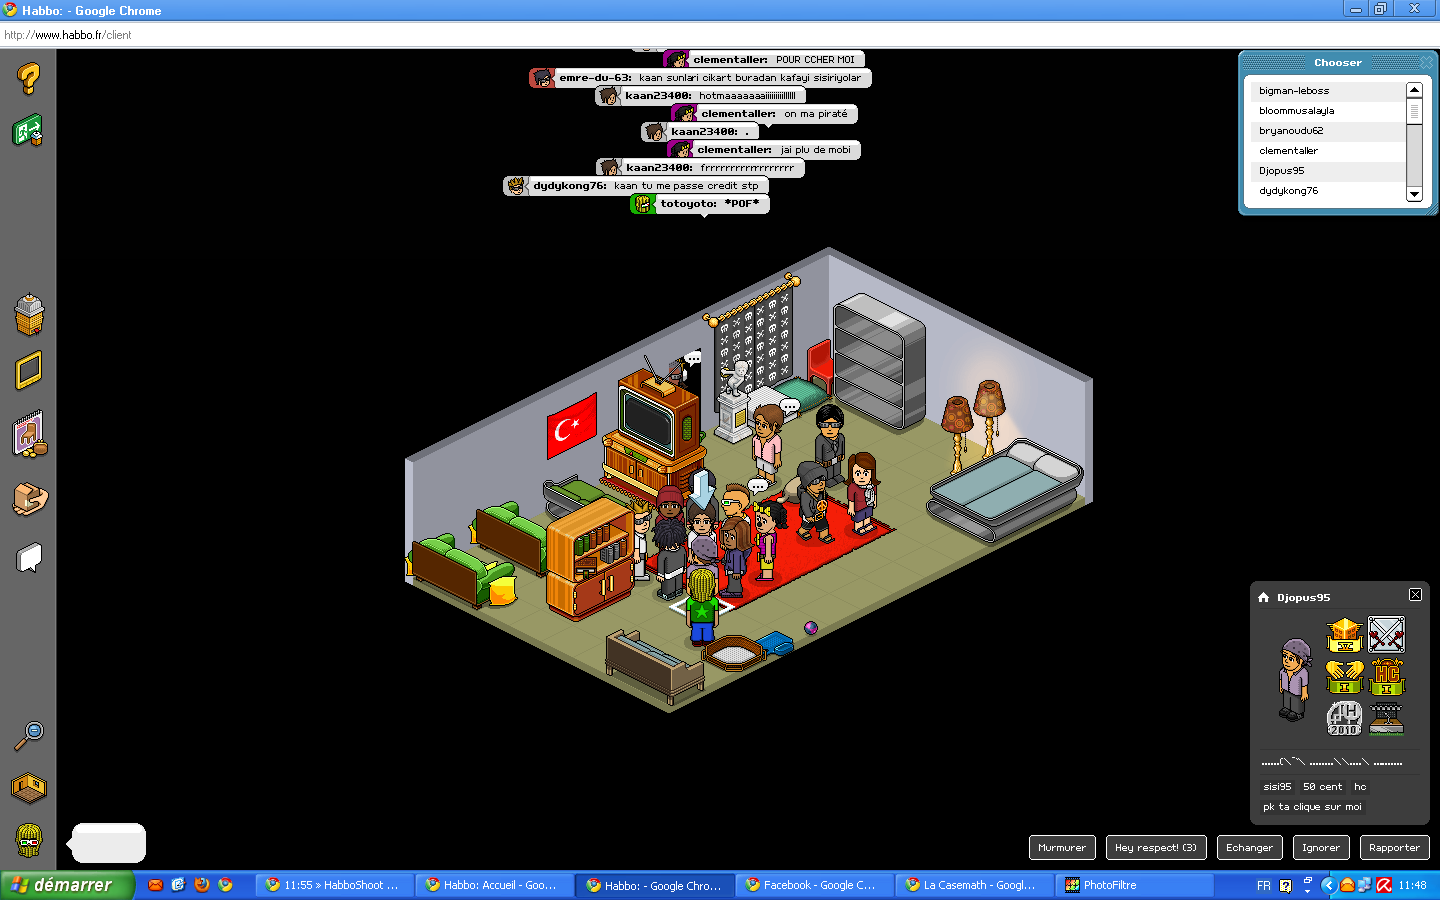 Habbo: - Google Chrome
http://www.habbo.fr/client
clementaller: POUR CCHER MOI
emre-du-63: kaan sunlari cikart buradan kafayi sisiriyolar
kaan23400:
clementaller: on ma piraté
kaan23400: .
clementaller: jai plu de mobi
kaan23400:
dydykong76: kaan tu me passe credit stp
totoyoto: *POF*
Chooser
bigman-leboss
bloommusalayla
bryanoudu62
clementaller
Djopus95
dydykong76
Djopus95
IV
I
HC
I
2010
sisi95 50 cent hc
pk ta clique sur moi
Murmurer Hey respect! (3) Echanger Ignorer Rapporter
démarrer
11:55 » HabboShoot ...
Habbo: Accueil - Goo...
Habbo: - Google Chro...
Facebook - Google C...
La Casemath - Googl...
PhotoFiltre
FR
11:48